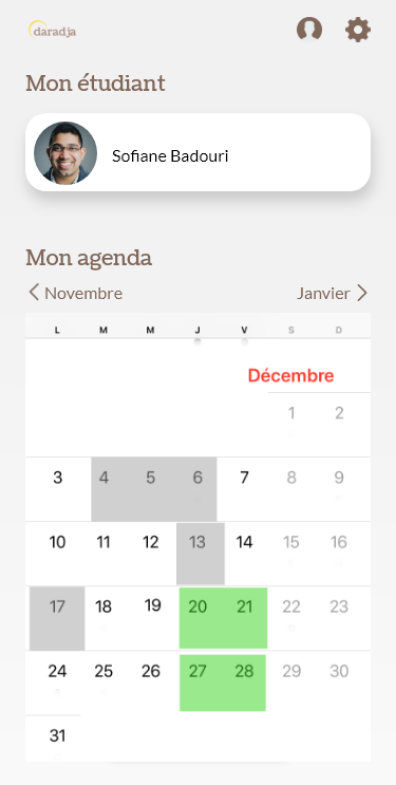 daradja
Mon étudiant
Sofiane Badouri
Mon agenda
Novembre Janvier
L M M J V S D
Décembre
1 2
3 4 5 6 7 8 9
10 11 12 13 14 15 16
17 18 19 20 21 22 23
24 25 26 27 28 29 30
31